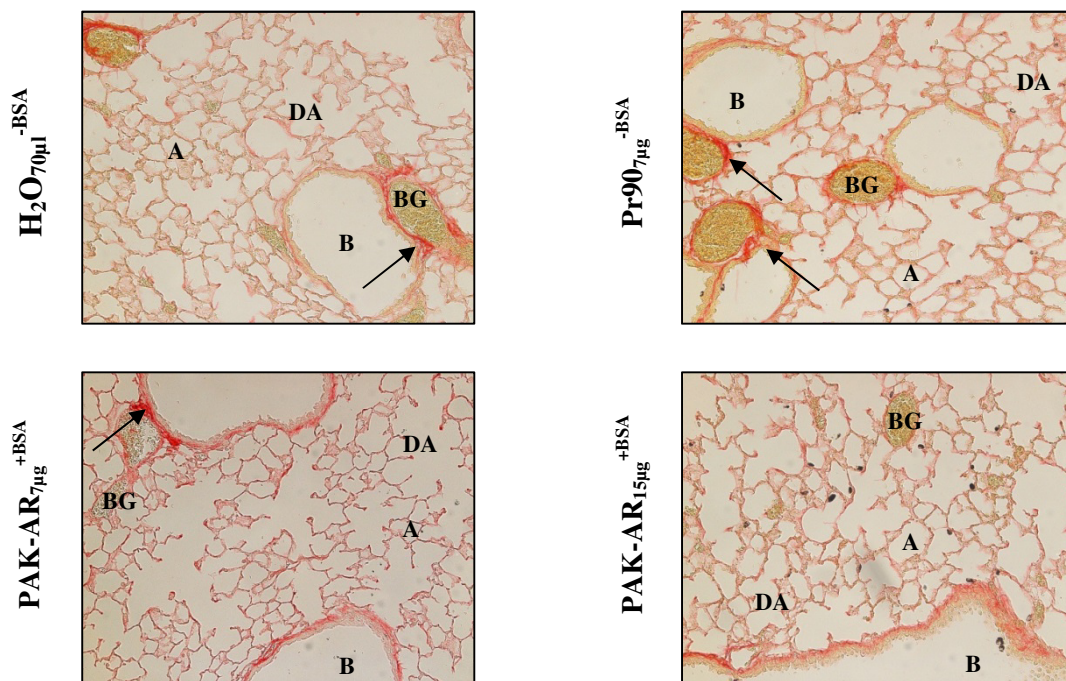 H₂O₇₀µl⁻ᴮˢᴬ
DA
A
BG
B
Pr90₇µg⁻ᴮˢᴬ
DA
B
BG
A
PAK-AR₇µg⁺ᴮˢᴬ
DA
BG
A
B
PAK-AR₁₅µg⁺ᴮˢᴬ
BG
A
DA
B